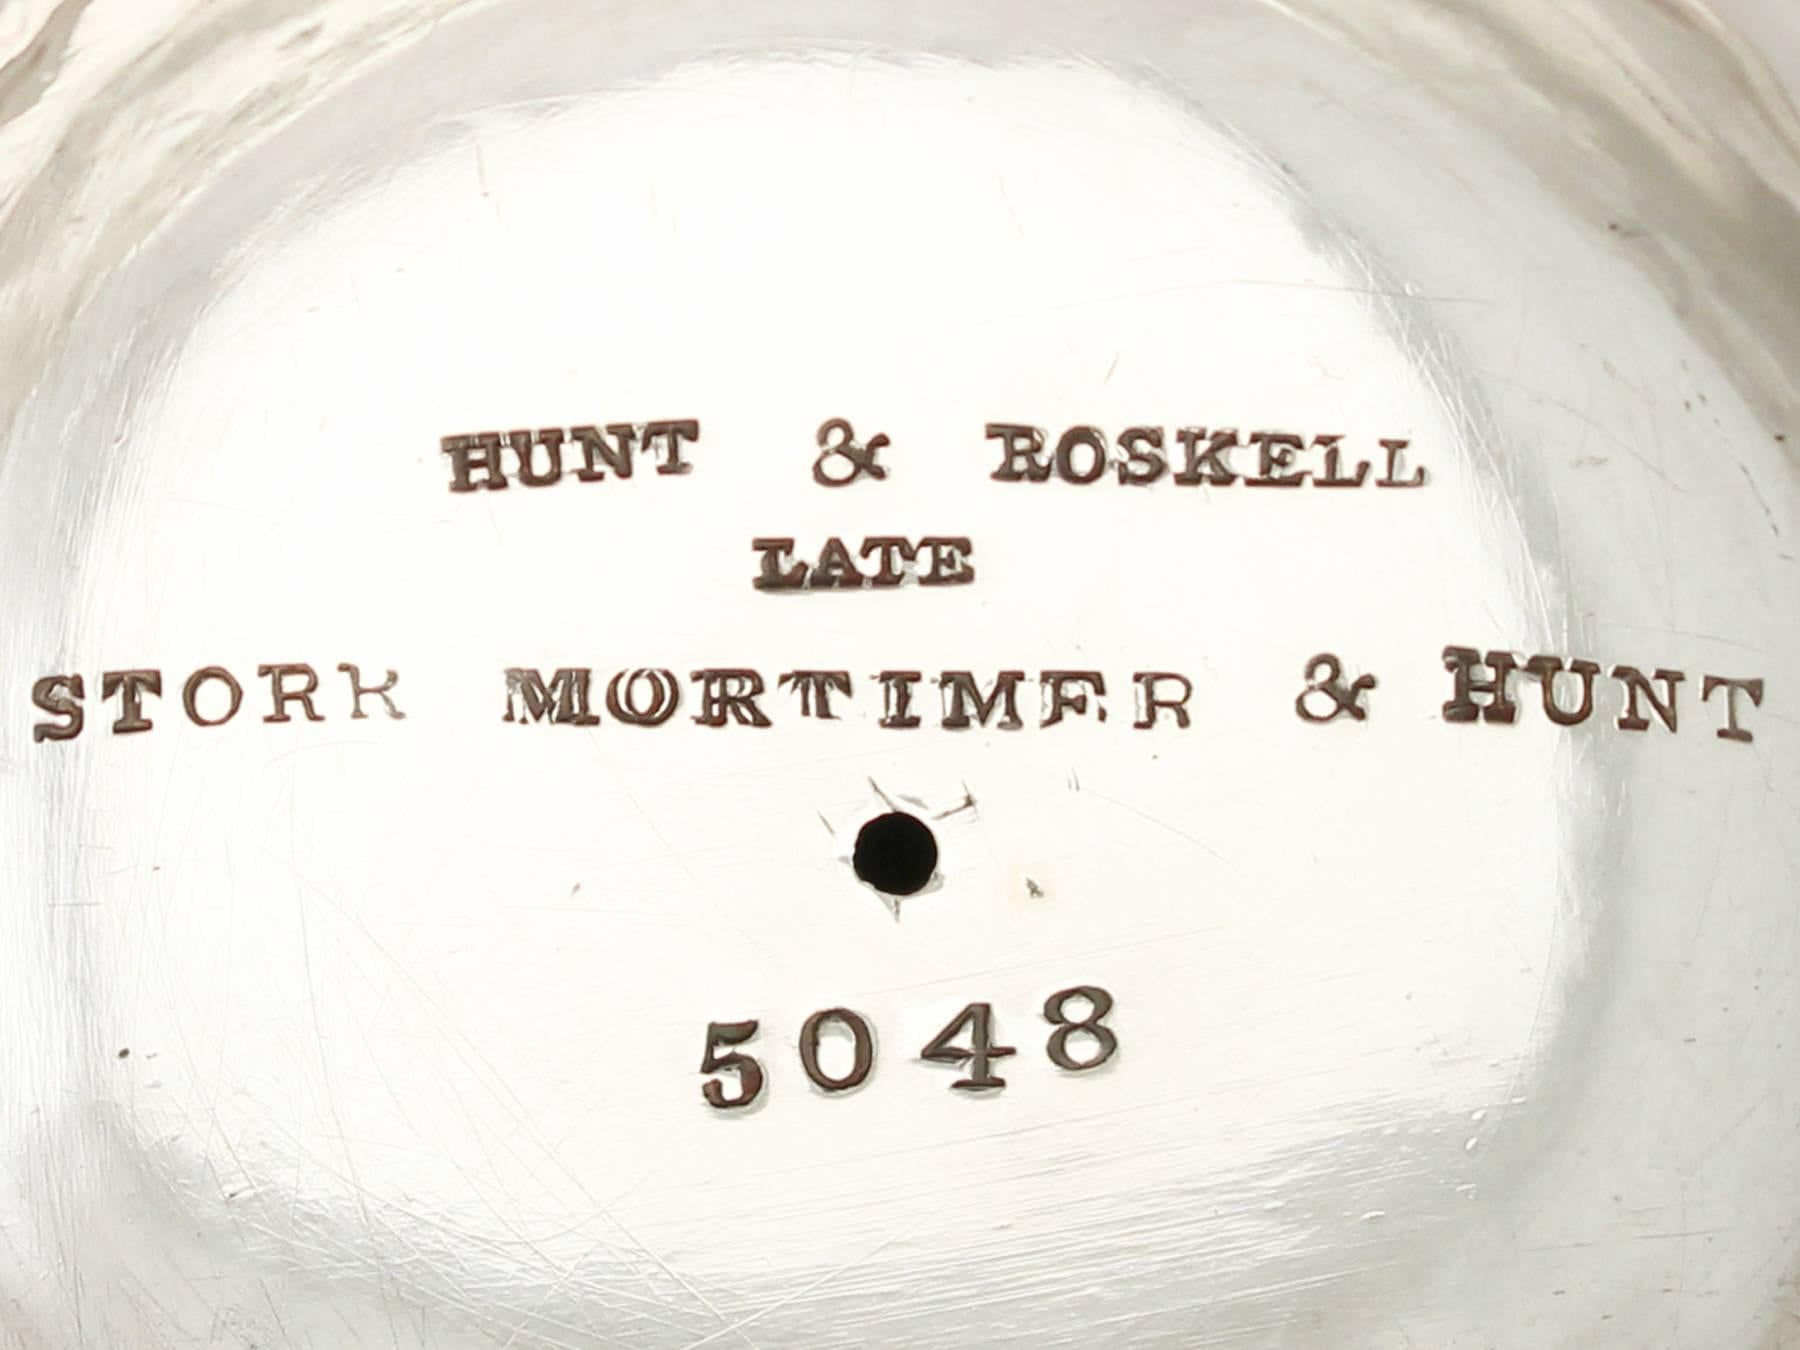 HUNT & ROSKELL
LATE
STORR MORTIMER & HUNT
5048